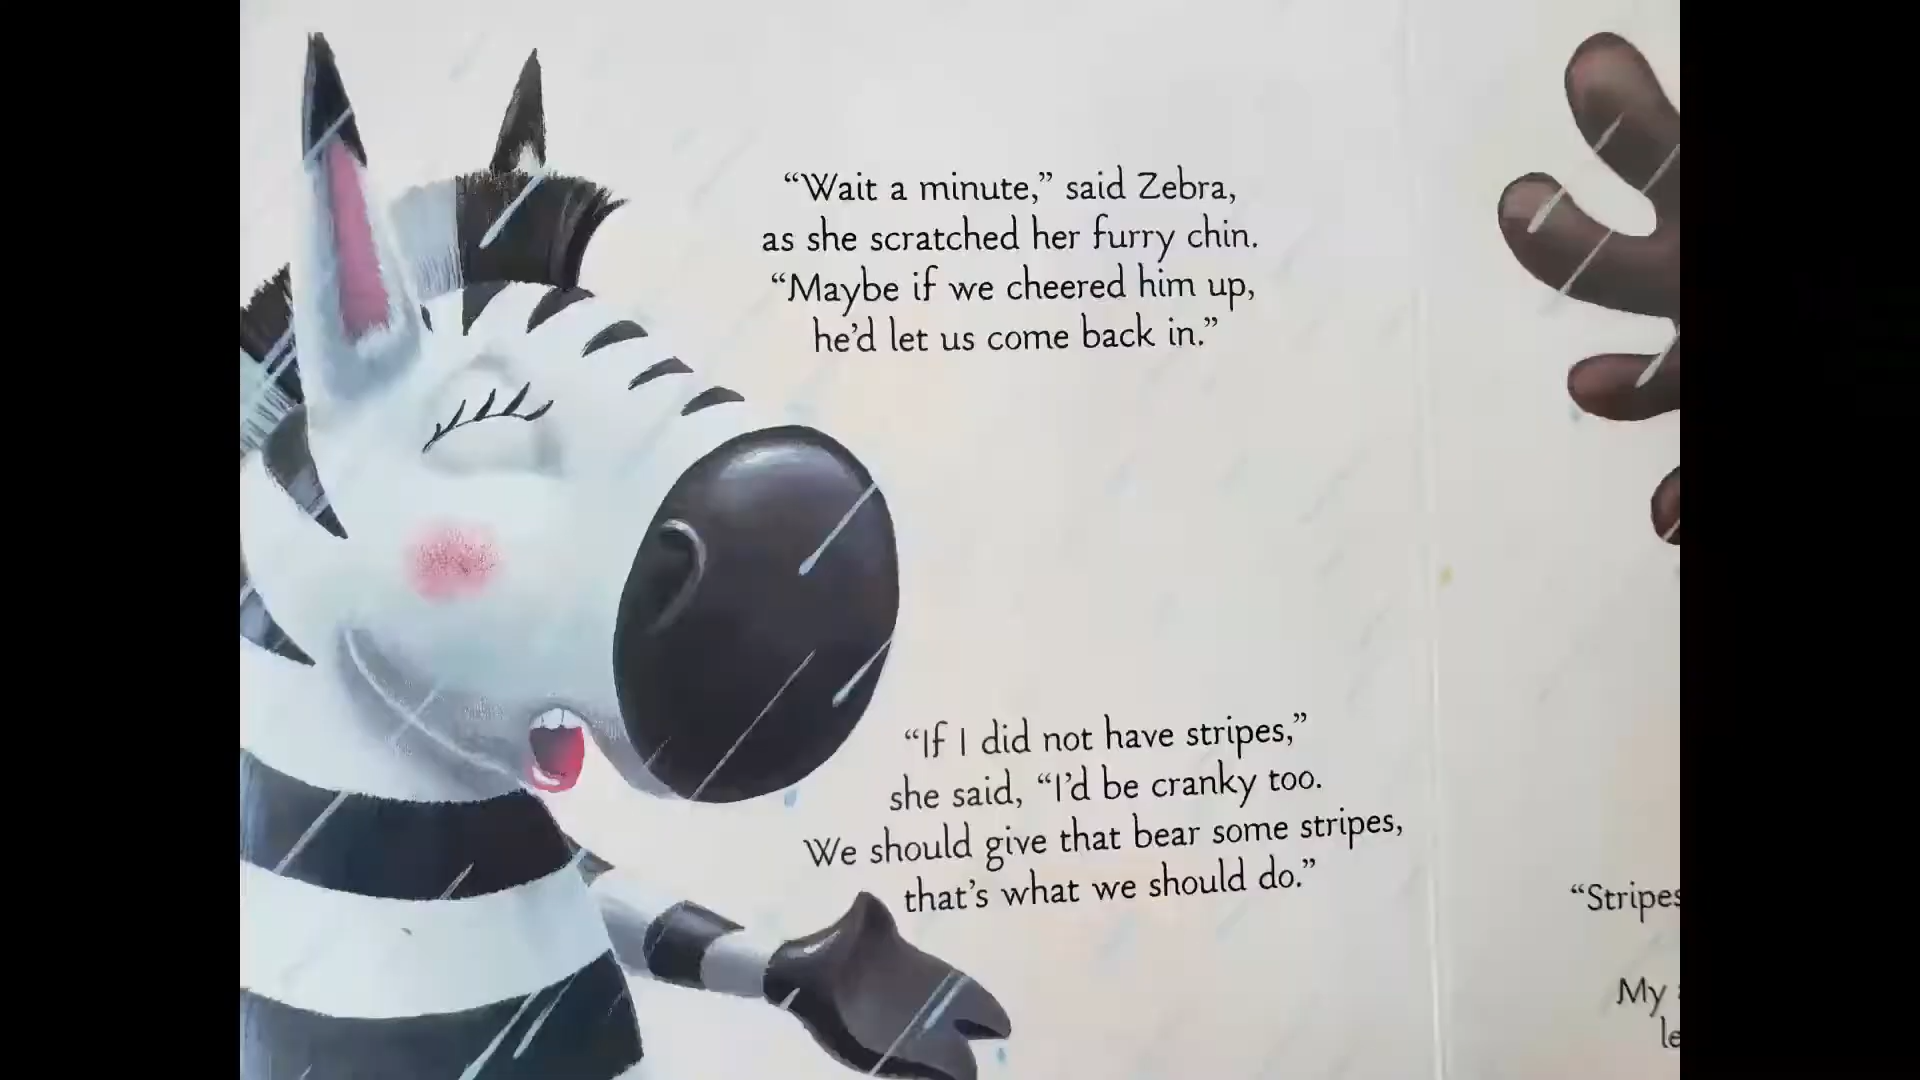 “Wait a minute,” said Zebra,
as she scratched her furry chin.
“Maybe if we cheered him up,
he’d let us come back in.”
“If I did not have stripes,”
she said, “I’d be cranky too.
We should give that bear some stripes,
that’s what we should do.”
“Stripes
My